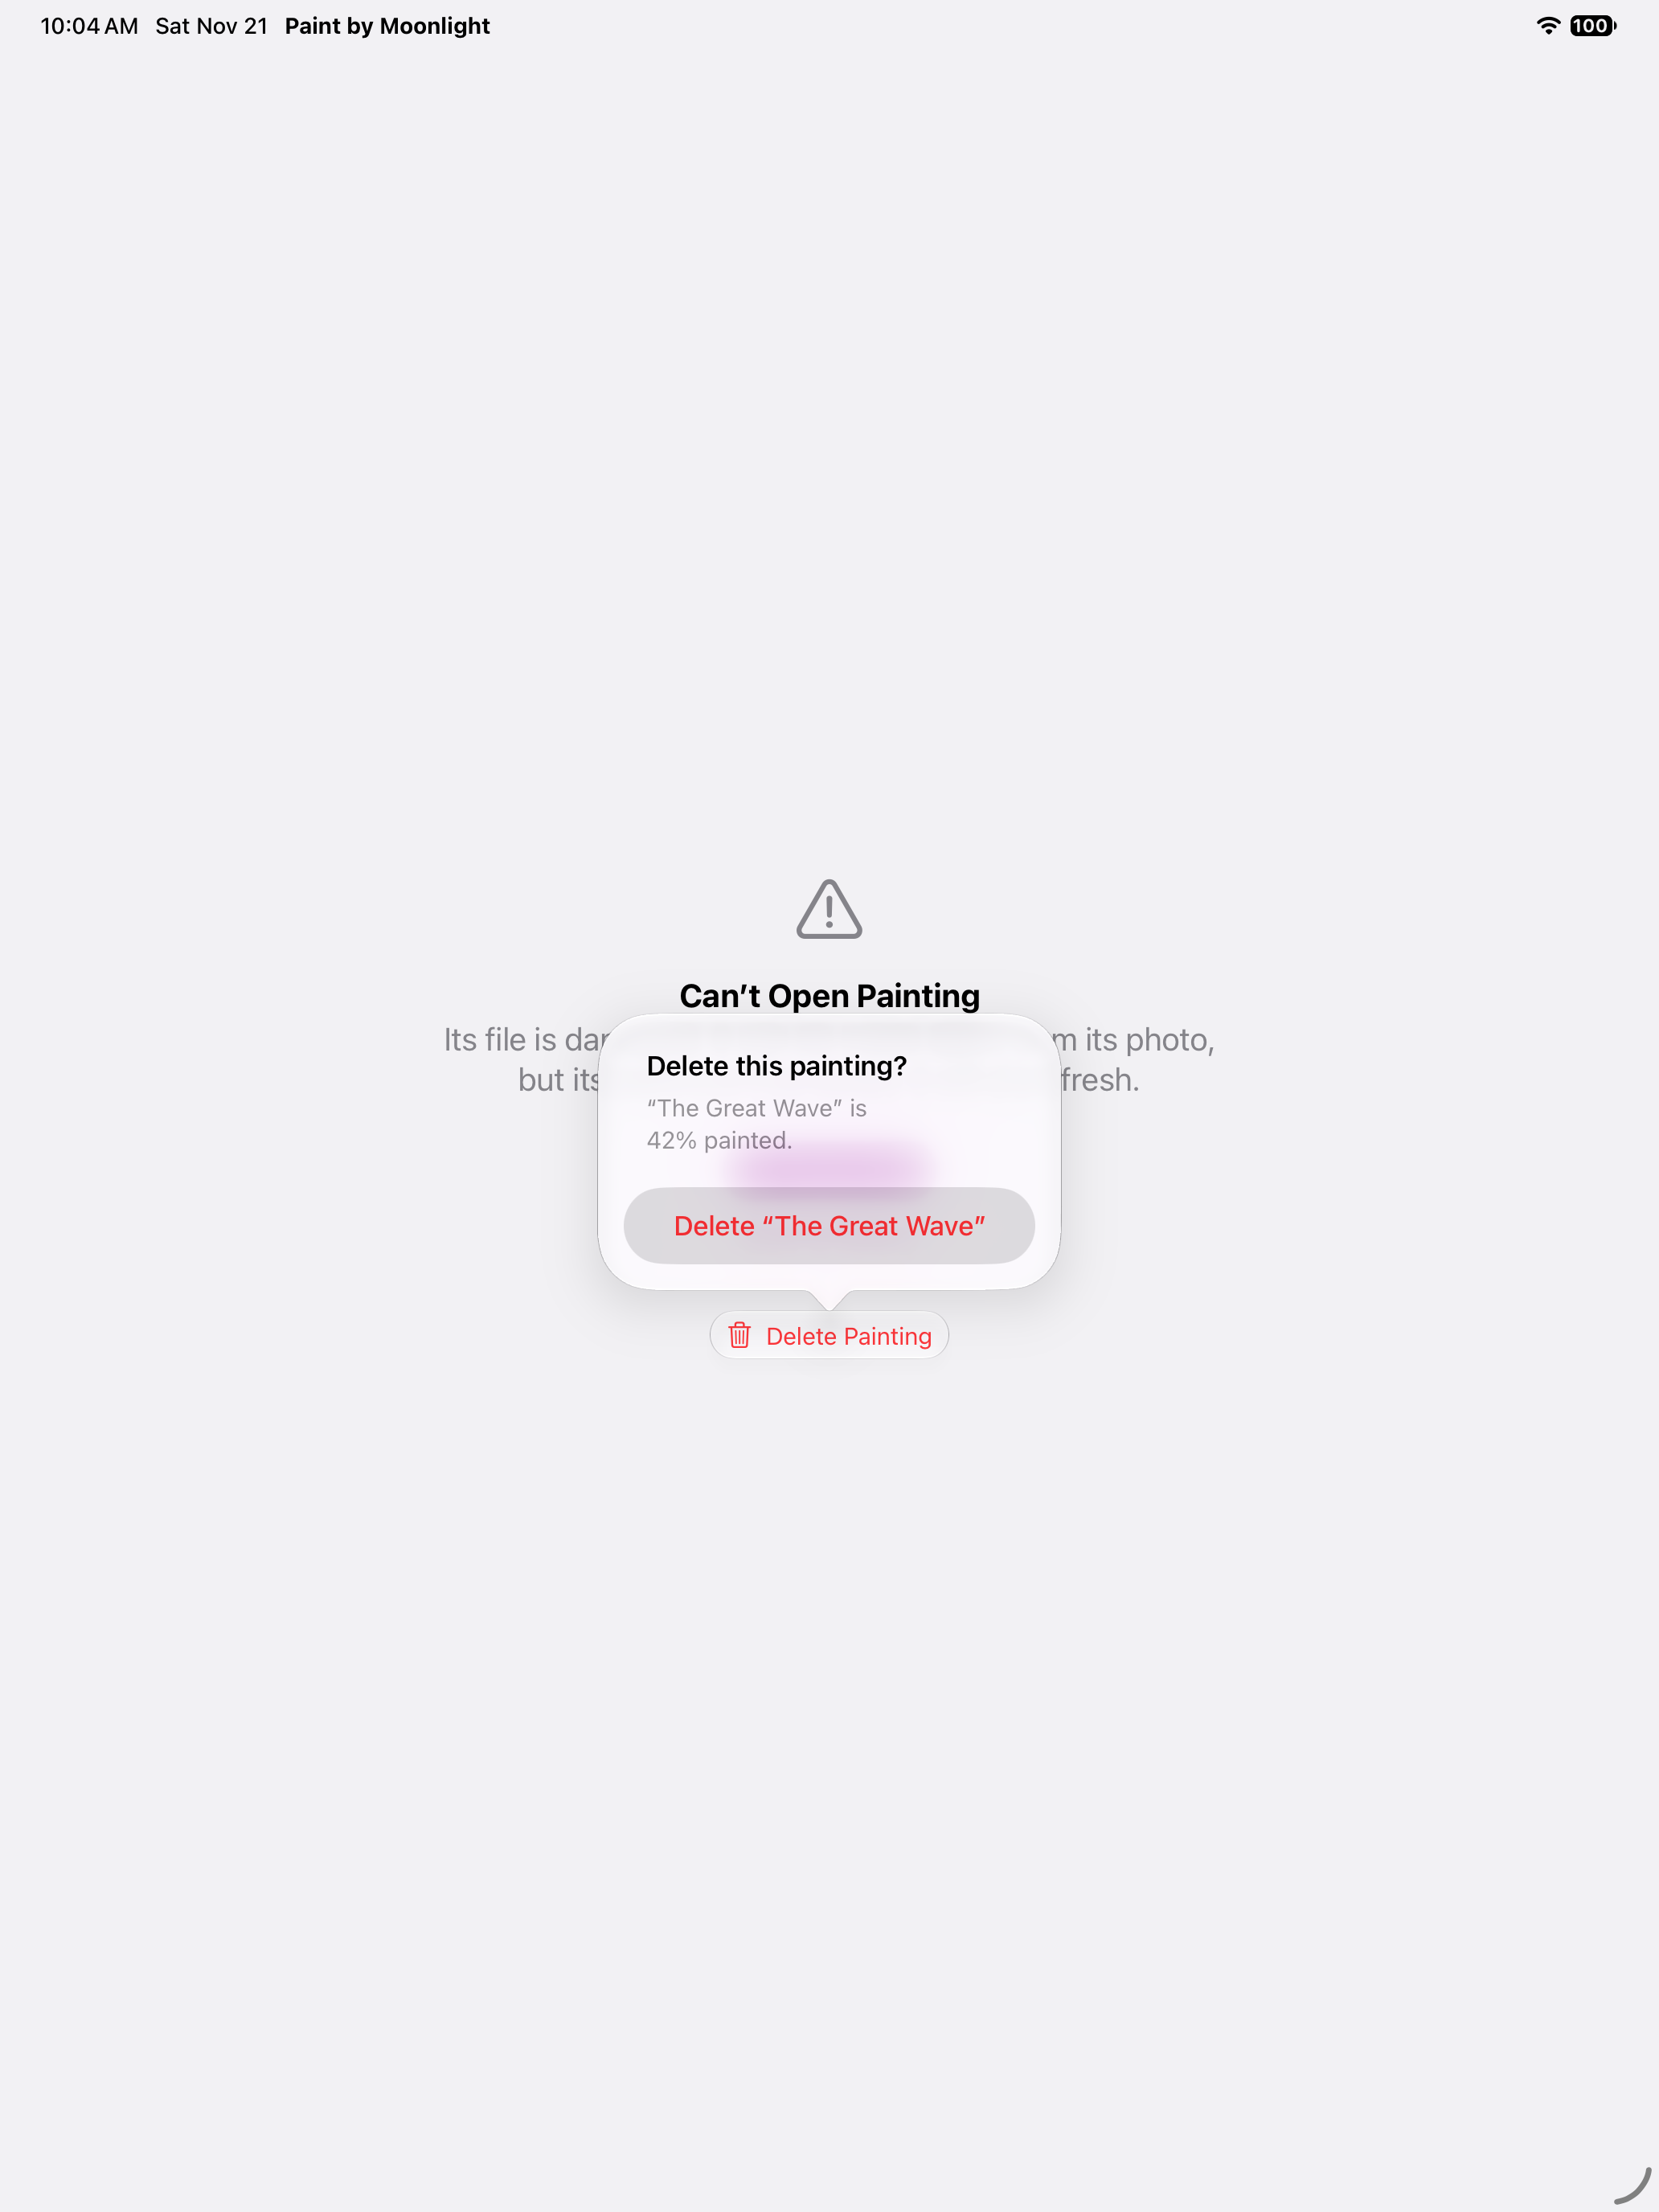 10:04 AM Sat Nov 21 Paint by Moonlight 100
Can’t Open Painting
Its file is m its photo,
but its fresh.
Delete this painting?
“The Great Wave” is
42% painted.
Delete “The Great Wave”
Delete Painting